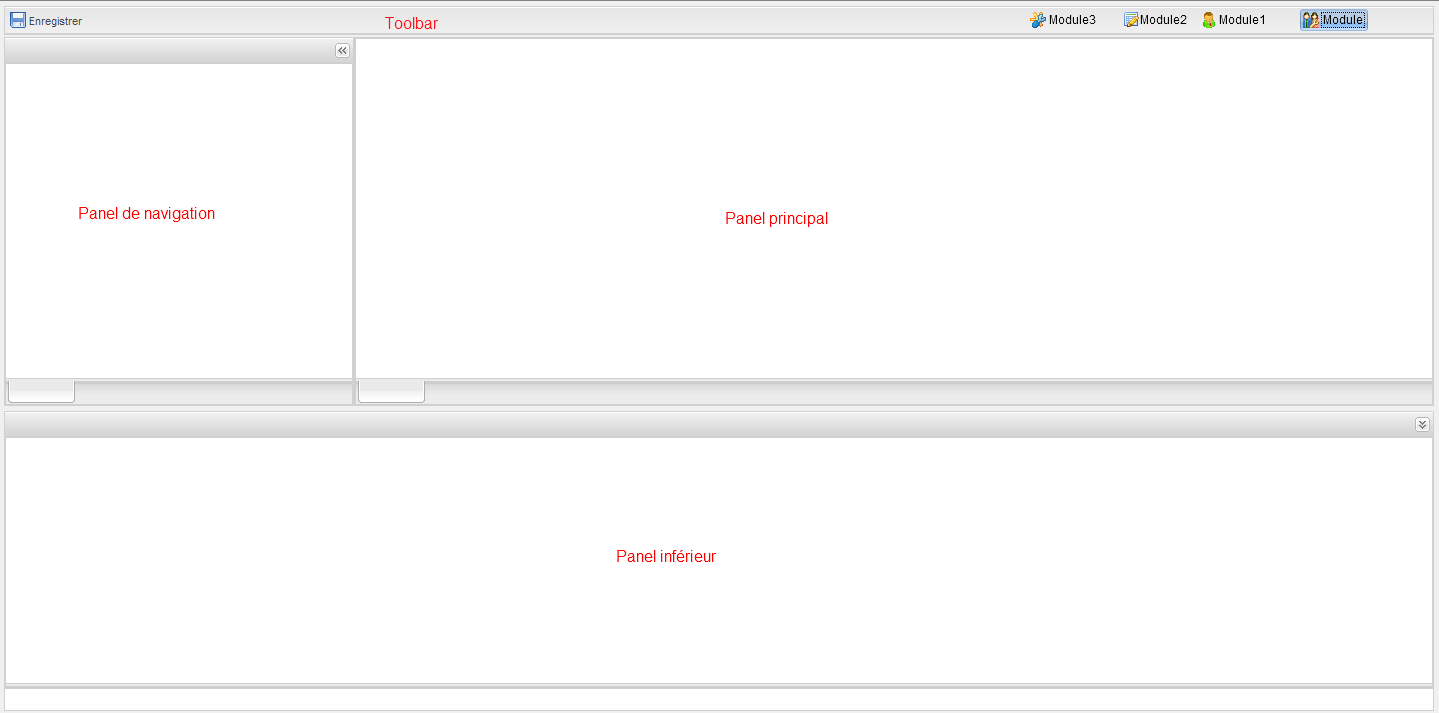 Enregistrer
Toolbar
Module3
Module2
Module1
Module
Panel de navigation
Panel principal
Panel inférieur